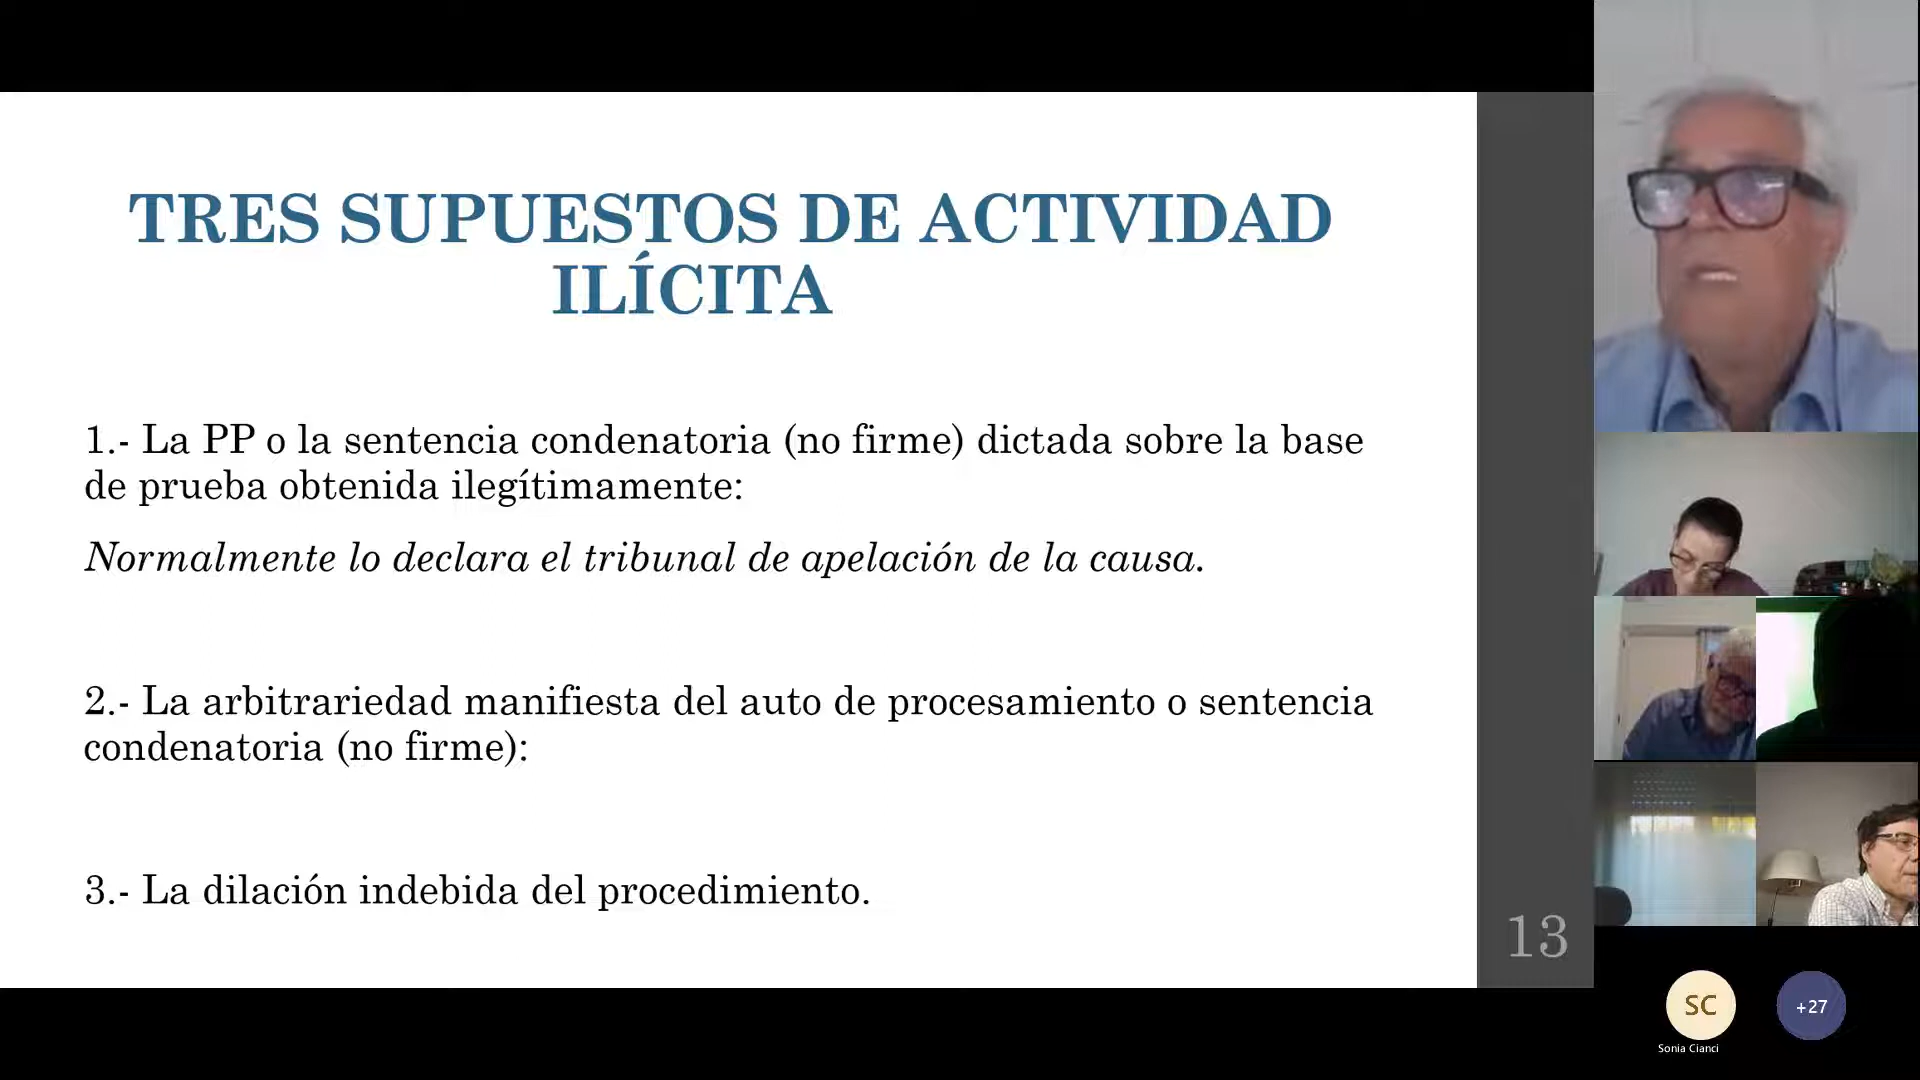 TRES SUPUESTOS DE ACTIVIDAD
ILÍCITA
1.- La PP o la sentencia condenatoria (no firme) dictada sobre la base
de prueba obtenida ilegítimamente:
Normalmente lo declara el tribunal de apelación de la causa.
2.- La arbitrariedad manifiesta del auto de procesamiento o sentencia
condenatoria (no firme):
3.- La dilación indebida del procedimiento.
13
SC
+27
Sonia Cianci